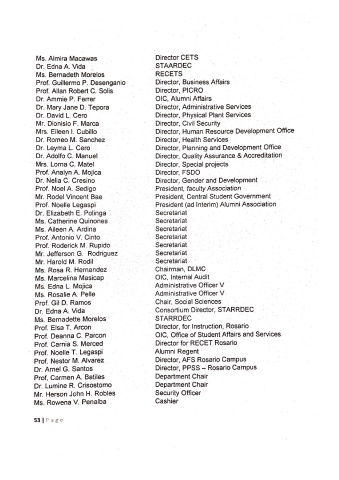 Ms. Almira Macawas Director CETS
Dr. Edna A. Vida STAARDEC
Ms. Bernadeth Morelos RECETS
Prof. Guillermo P. Desenganio Director, Business Affairs
Prof. Allan Robert C. Solis Director, PICRO
Dr. Ammie P. Ferrer OIC, Alumni Affairs
Dr. Mary Jane D. Tepora Director, Administrative Services
Dr. David L. Cero Director, Physical Plant Services
Mr. Dionisio F. Marca Director, Civil Security
Mrs. Eileen I. Cubillo Director, Human Resource Development Office
Dr. Romeo M. Sanchez Director, Health Services
Dr. Leyma L. Cero Director, Planning and Development Office
Dr. Adolfo C. Manuel Director, Quality Assurance & Accreditation
Mrs. Lorna C. Matel Director, Special projects
Prof. Analyn A. Mojica Director, FSDO
Dr. Nelia C. Cresino Director, Gender and Development
Prof. Noel A. Sedigo President, faculty Association
Mr. Rodel Vincent Bae President, Central Student Government
Prof. Noelle Legaspi President (ad Interim) Alumni Association
Dr. Elizabeth E. Polinga Secretariat
Ms. Catherine Quinones Secretariat
Ms. Aileen A. Ardina Secretariat
Prof. Antonio V. Cinto Secretariat
Prof. Roderick M. Rupido Secretariat
Mr. Jefferson G. Rodriguez Secretariat
Mr. Harold M. Rodil Secretariat
Ms. Rosa R. Hernandez Chairman, DLMC
Ms. Marcelina Masicap OIC, Internal Audit
Ms. Edna L. Mojica Administrative Officer V
Ms. Rosalie A. Pelle Administrative Officer V
Prof. Gil D. Ramos Chair, Social Sciences
Dr. Edna A. Vida Consortium Director, STARRDEC
Ms. Bernadette Morelos STARRDEC
Prof. Elsa T. Arcon Director, for Instruction, Rosario
Prof. Deanna C. Parcon OIC, Office of Student Affairs and Services
Prof. Camia S. Merced Director for RECET Rosario
Prof. Noelle T. Legaspi Alumni Regent
Prof. Nestor M. Alvarez Director, AFS Rosario Campus
Dr. Arnel G. Santos Director, PPSS – Rosario Campus
Prof, Carmen A. Batiles Department Chair
Dr. Lumine R. Crisostomo Department Chair
Mr. Herson John H. Robles Security Officer
Ms. Rowena V. Penalba Cashier
53 | Page